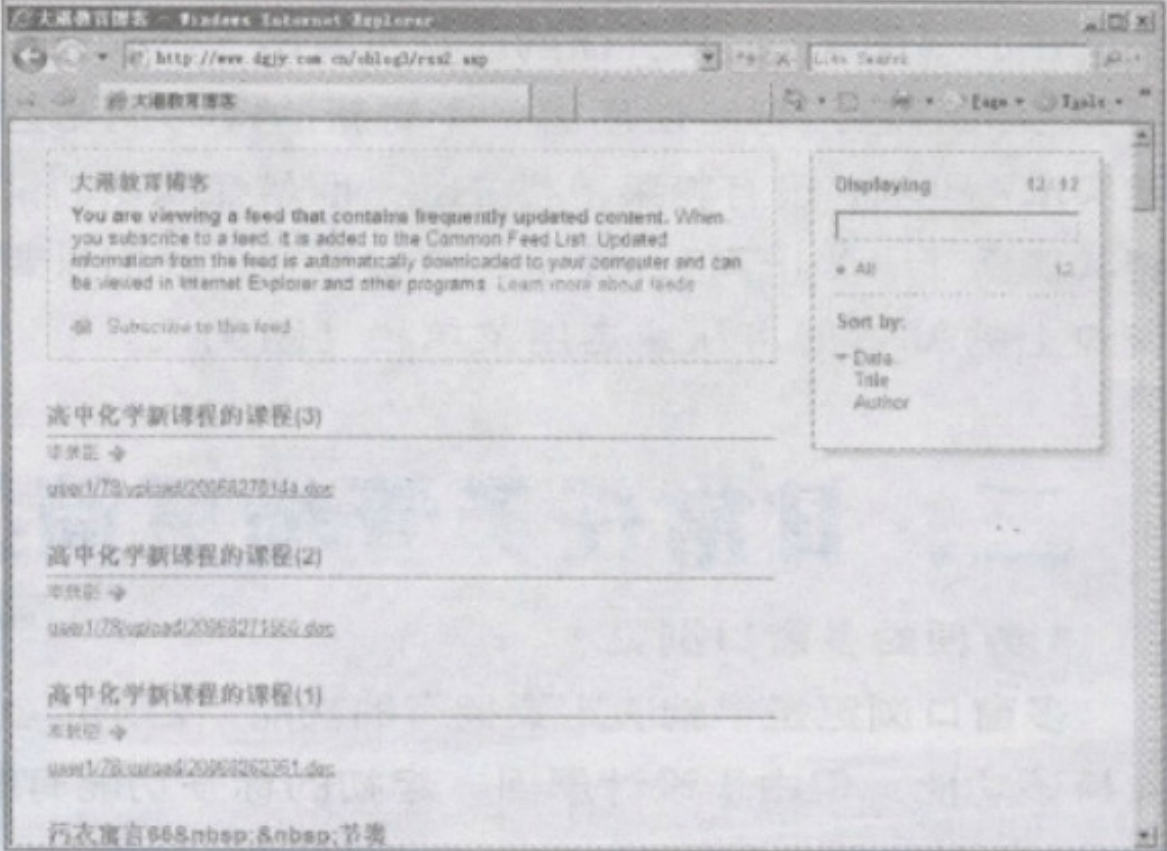 大港教育博客 - Windows Internet Explorer
http://www.dgjy.com.cn/oblog3/rss2.asp
Live Search
大港教育博客
Page
Tools
大港教育博客
You are viewing a feed that contains frequently updated content. When
you subscribe to a feed, it is added to the Common Feed List. Updated
information from the feed is automatically downloaded to your computer and can
be viewed in Internet Explorer and other programs. Learn more about feeds.
Subscribe to this feed
Displaying 12 / 12
All 12
Sort by:
Date
Title
Author
高中化学新课程的课程(3)
高中化学新课程的课程(2)
高中化学新课程的课程(1)
污衣寓言66&nbsp;&nbsp;节奏